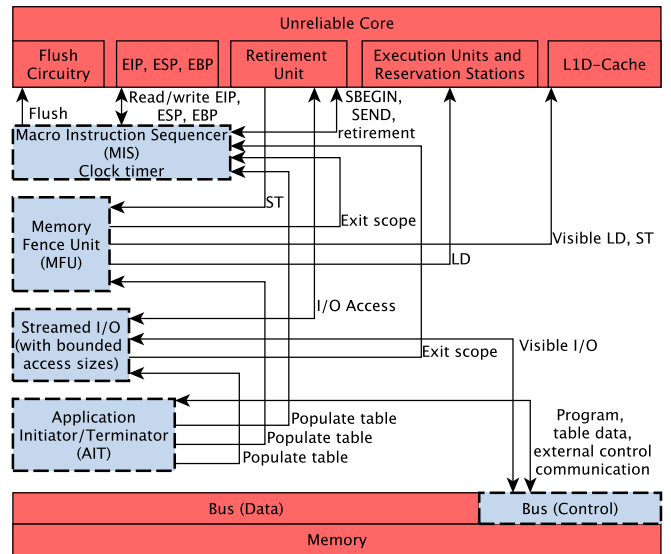 Unreliable Core
Flush
Circuitry
EIP, ESP, EBP
Retirement
Unit
Execution Units and
Reservation Stations
L1D-Cache
Flush
Read/write EIP,
ESP, EBP
SBEGIN,
SEND,
retirement
Macro Instruction Sequencer
(MIS)
Clock timer
ST
Exit scope
Memory
Fence Unit
(MFU)
Visible LD, ST
LD
I/O Access
Streamed I/O
(with bounded
access sizes)
Visible I/O
Exit scope
Application
Initiator/Terminator
(AIT)
Populate table
Populate table
Populate table
Program,
table data,
external control
communication
Bus (Data)
Bus (Control)
Memory